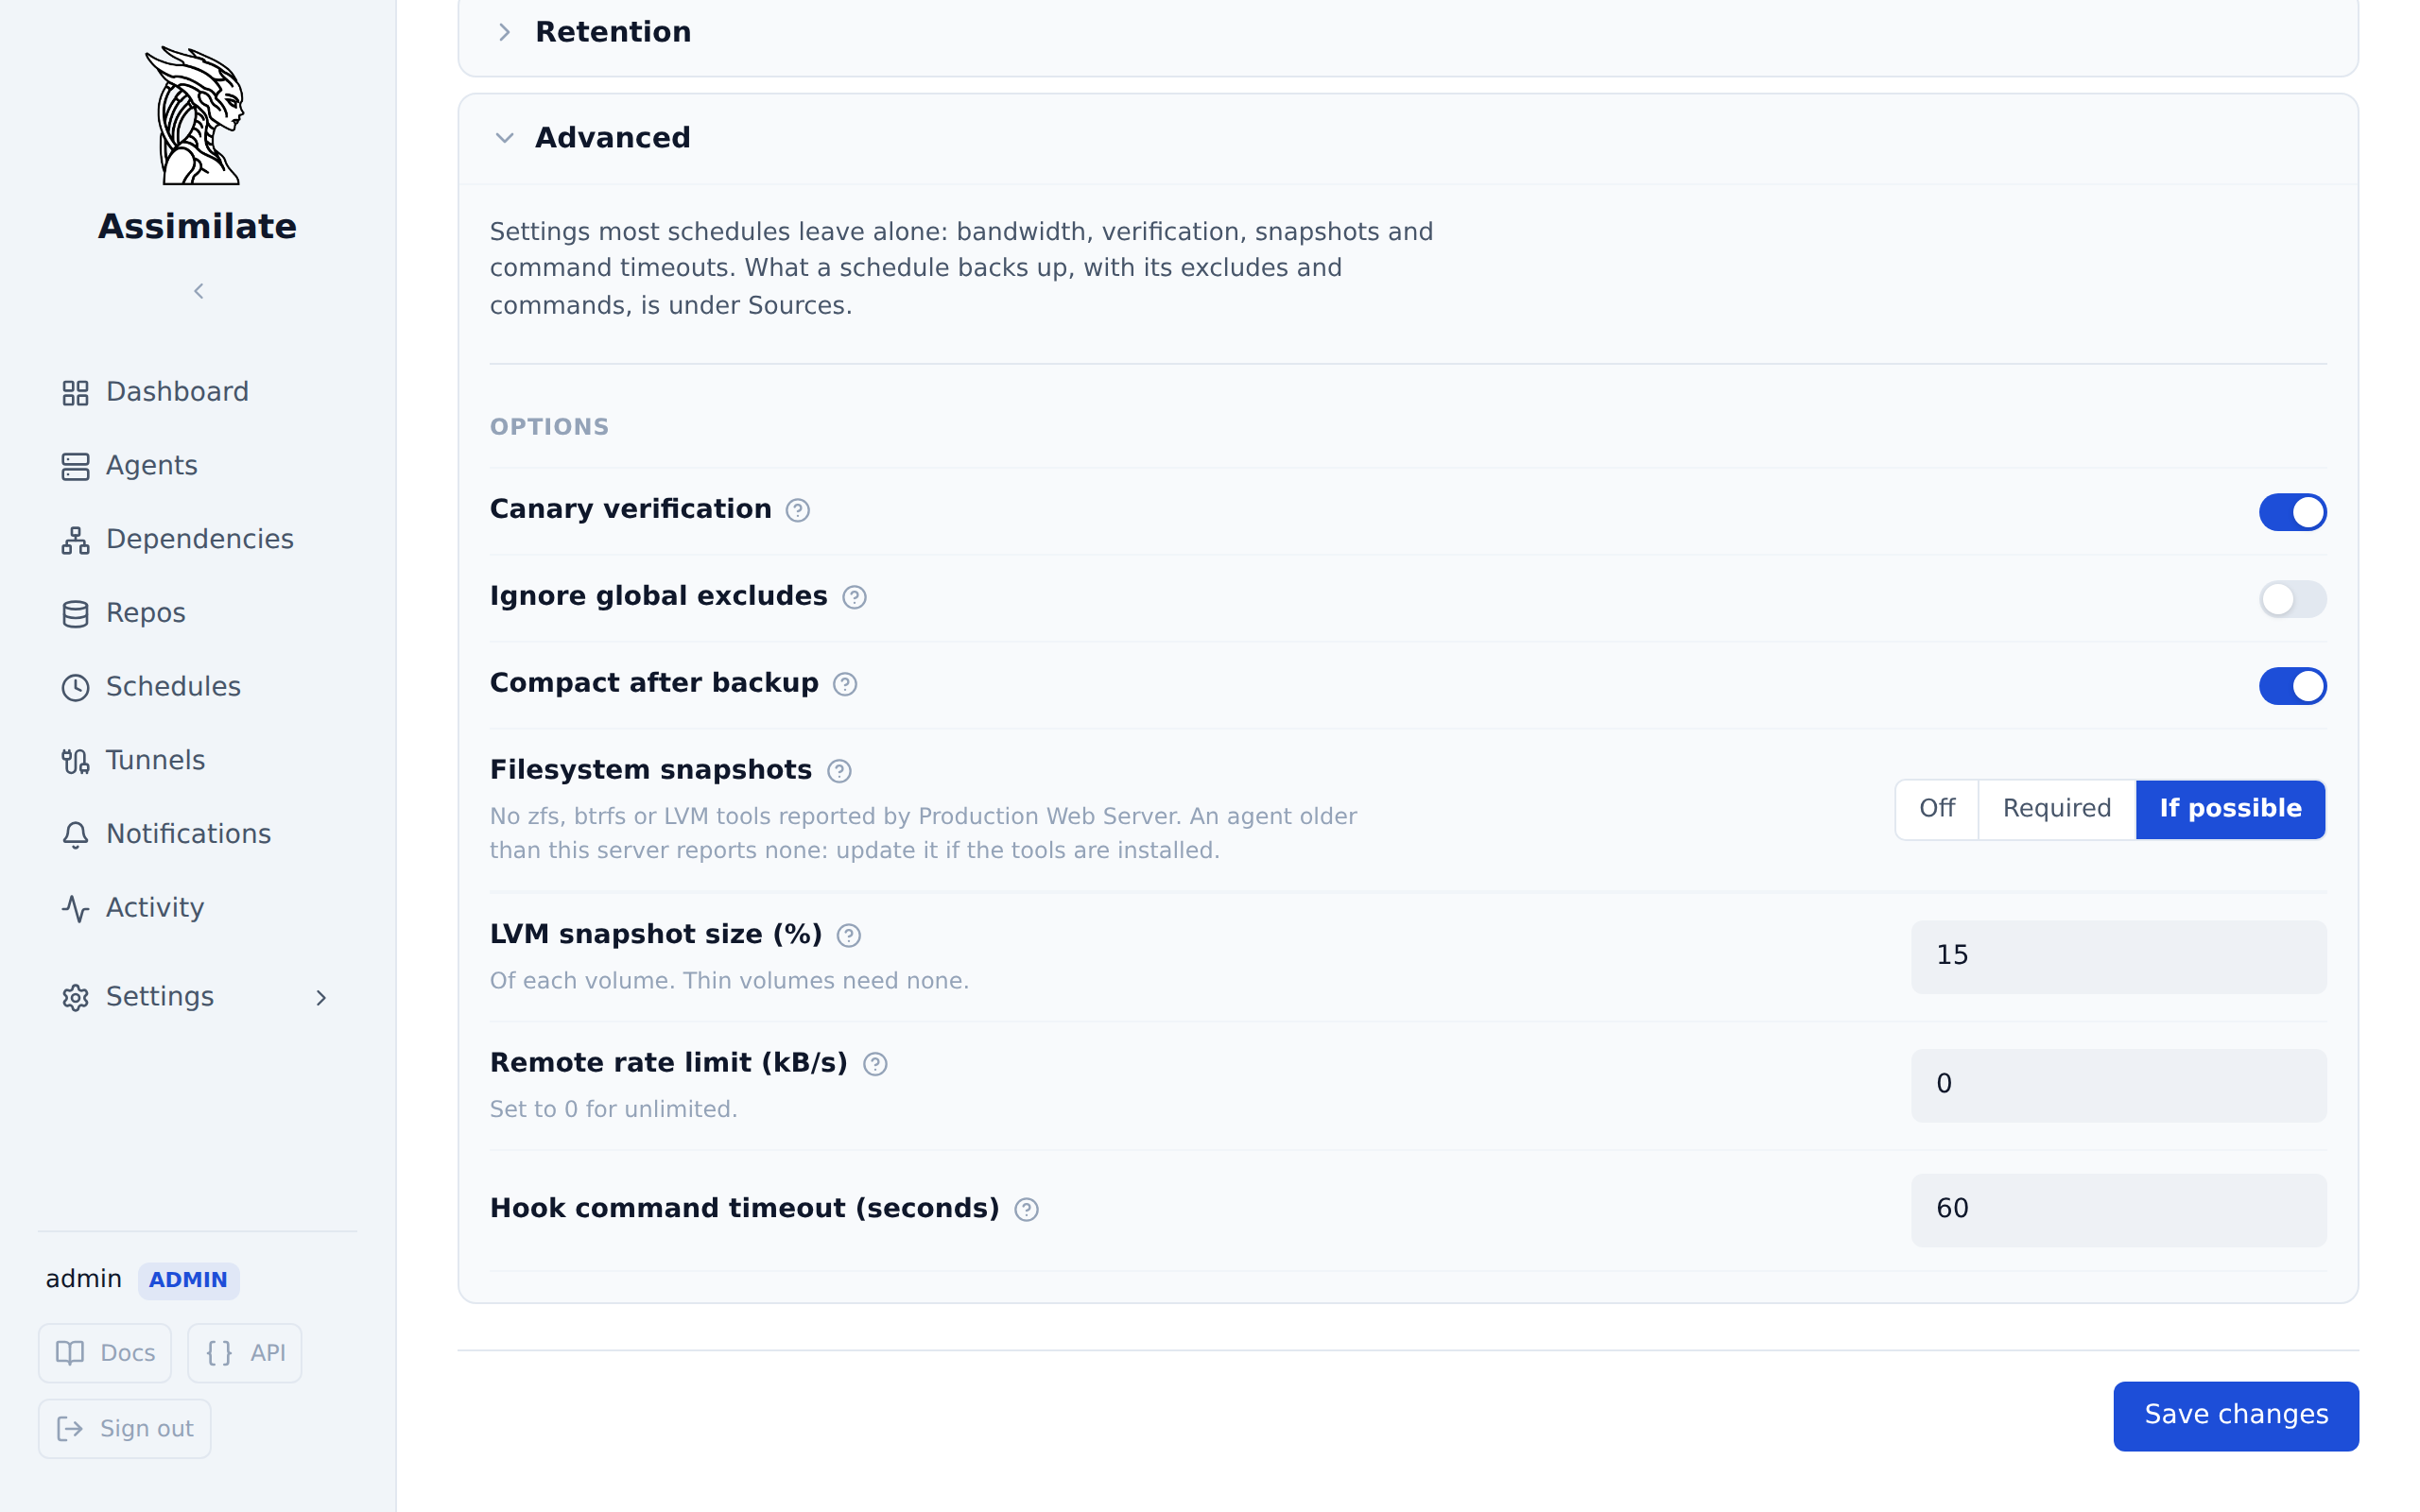 Assimilate
Dashboard
Agents
Dependencies
Repos
Schedules
Tunnels
Notifications
Activity
Settings
admin ADMIN
Docs
API
Sign out
Retention
Advanced
Settings most schedules leave alone: bandwidth, verification, snapshots and
command timeouts. What a schedule backs up, with its excludes and
commands, is under Sources.
OPTIONS
Canary verification
Ignore global excludes
Compact after backup
Filesystem snapshots
No zfs, btrfs or LVM tools reported by Production Web Server. An agent older
than this server reports none: update it if the tools are installed.
Off Required If possible
LVM snapshot size (%)
Of each volume. Thin volumes need none.
15
Remote rate limit (kB/s)
Set to 0 for unlimited.
0
Hook command timeout (seconds)
60
Save changes